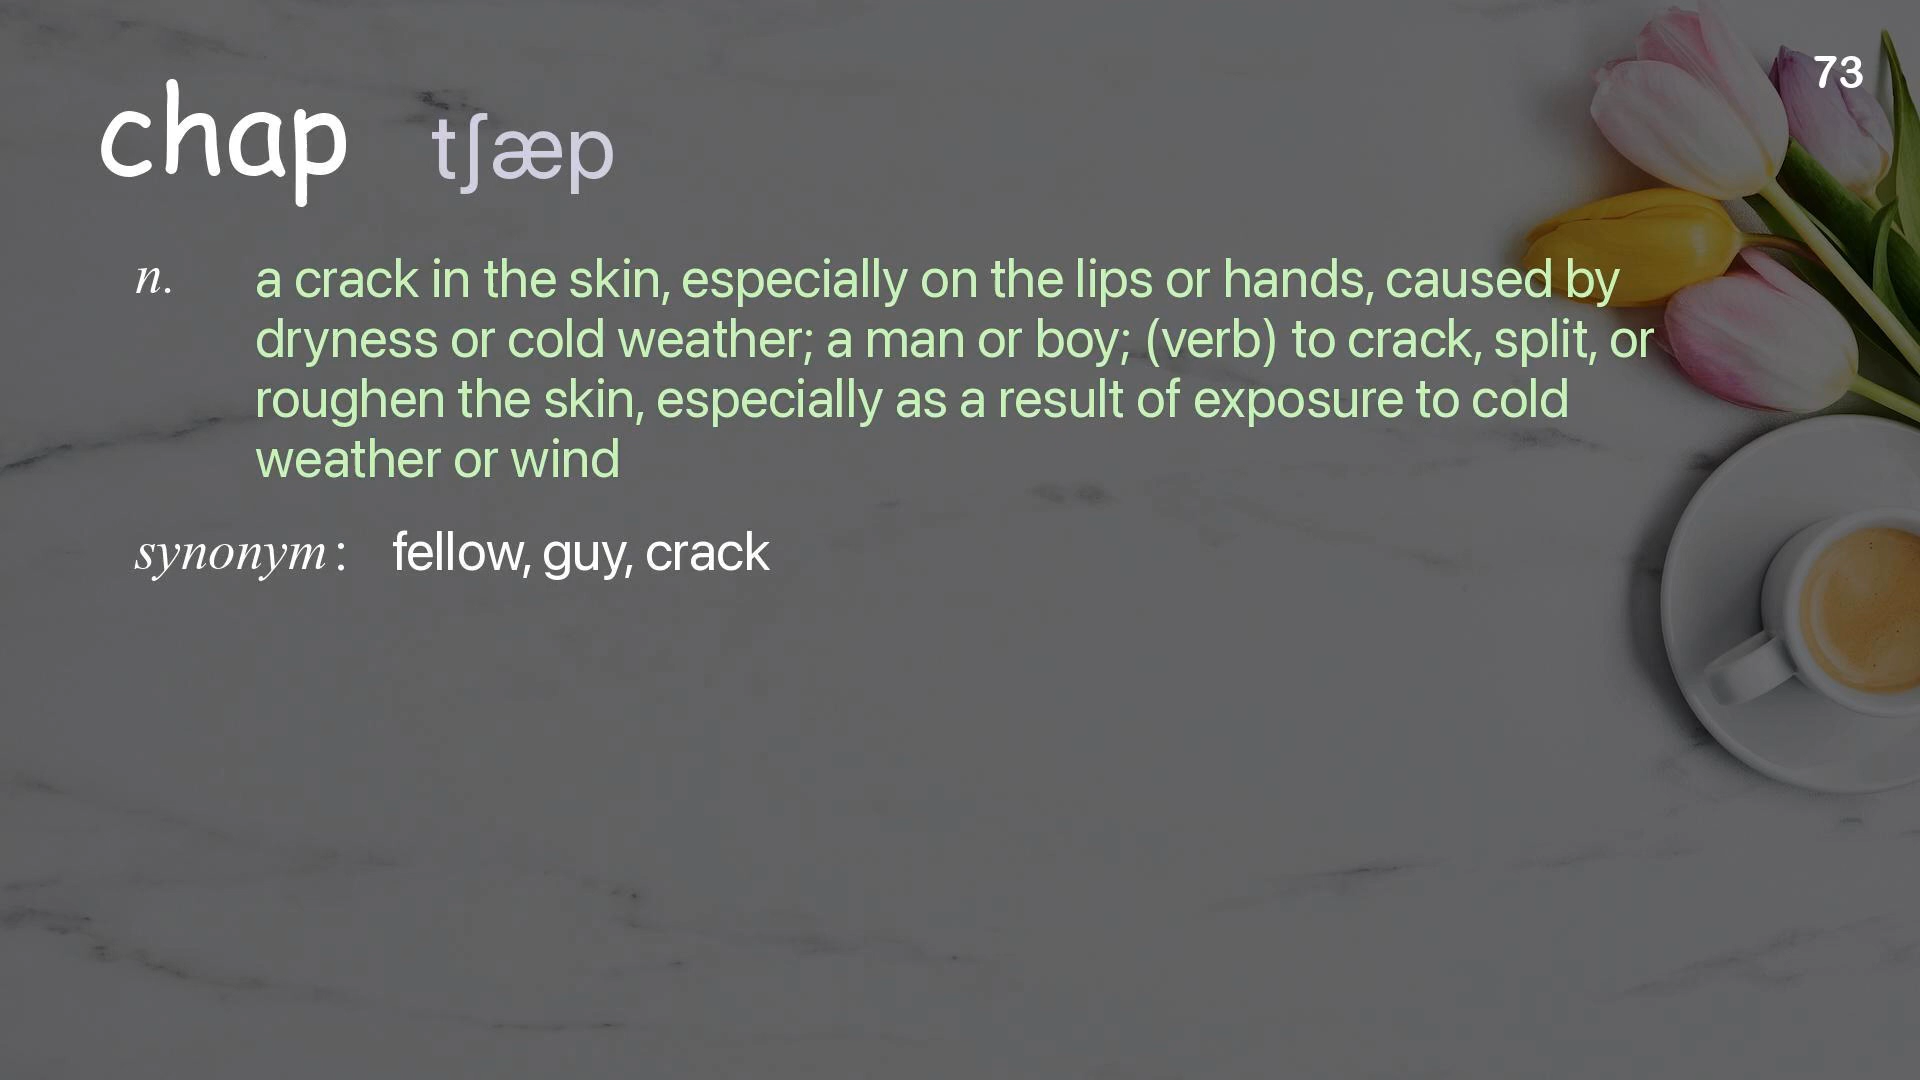 73
chap tʃæp
n. a crack in the skin, especially on the lips or hands, caused by
dryness or cold weather; a man or boy; (verb) to crack, split, or
roughen the skin, especially as a result of exposure to cold
weather or wind
synonym: fellow, guy, crack